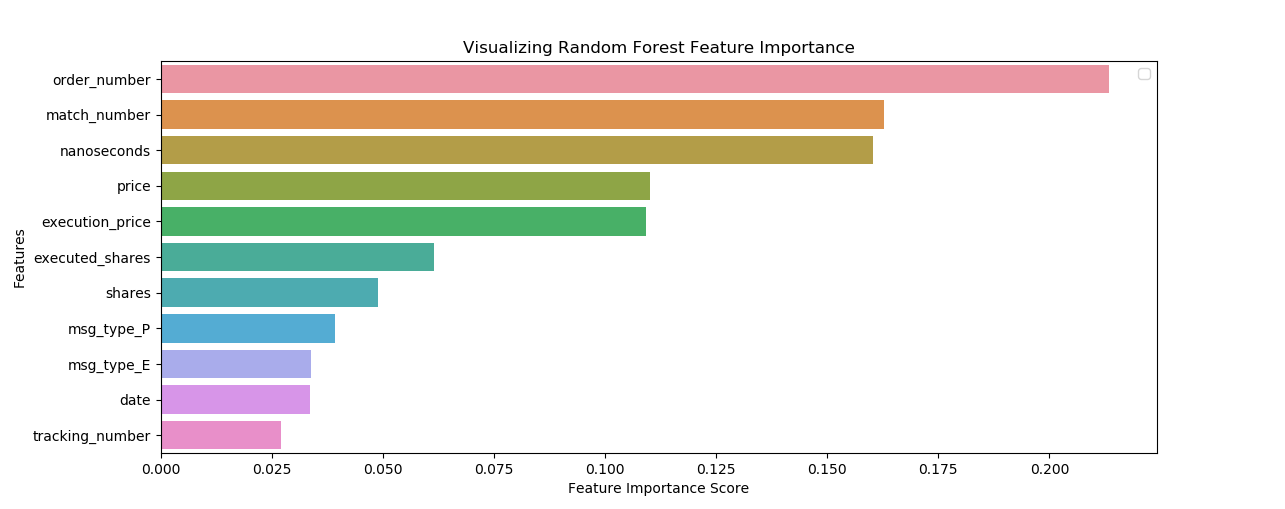 Visualizing Random Forest Feature Importance
order_number
match_number
nanoseconds
price
execution_price
executed_shares
shares
msg_type_P
msg_type_E
date
tracking_number
Features
0.000 0.025 0.050 0.075 0.100 0.125 0.150 0.175 0.200
Feature Importance Score